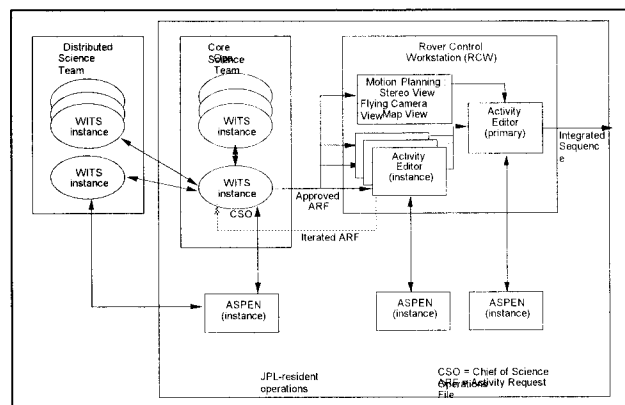 Distributed
Science
Team
WITS
instance
WITS
instance
Core
Science
Team
WITS
instance
WITS
instance
CSO
Rover Control
Workstation (RCW)
Motion Planning
Stereo View
Flying Camera
View
Map View
Activity
Editor
(primary)
Activity
Editor
(instance)
Approved
ARF
Iterated ARF
Integrated
Sequenc
e
ASPEN
(instance)
ASPEN
(instance)
ASPEN
(instance)
JPL-resident
operations
CSO = Chief of Science
Operations
ARF = Activity Request
File